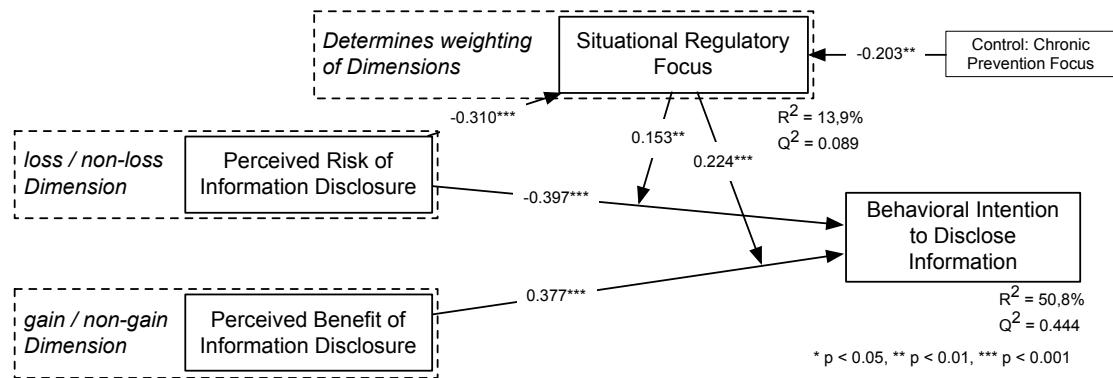 Determines weighting
of Dimensions
Situational Regulatory
Focus
-0.203**
Control: Chronic
Prevention Focus
R² = 13,9%
Q² = 0.089
-0.310***
0.153**
0.224***
loss / non-loss
Dimension
Perceived Risk of
Information Disclosure
-0.397***
Behavioral Intention
to Disclose
Information
R² = 50,8%
Q² = 0.444
gain / non-gain
Dimension
Perceived Benefit of
Information Disclosure
0.377***
* p < 0.05, ** p < 0.01, *** p < 0.001